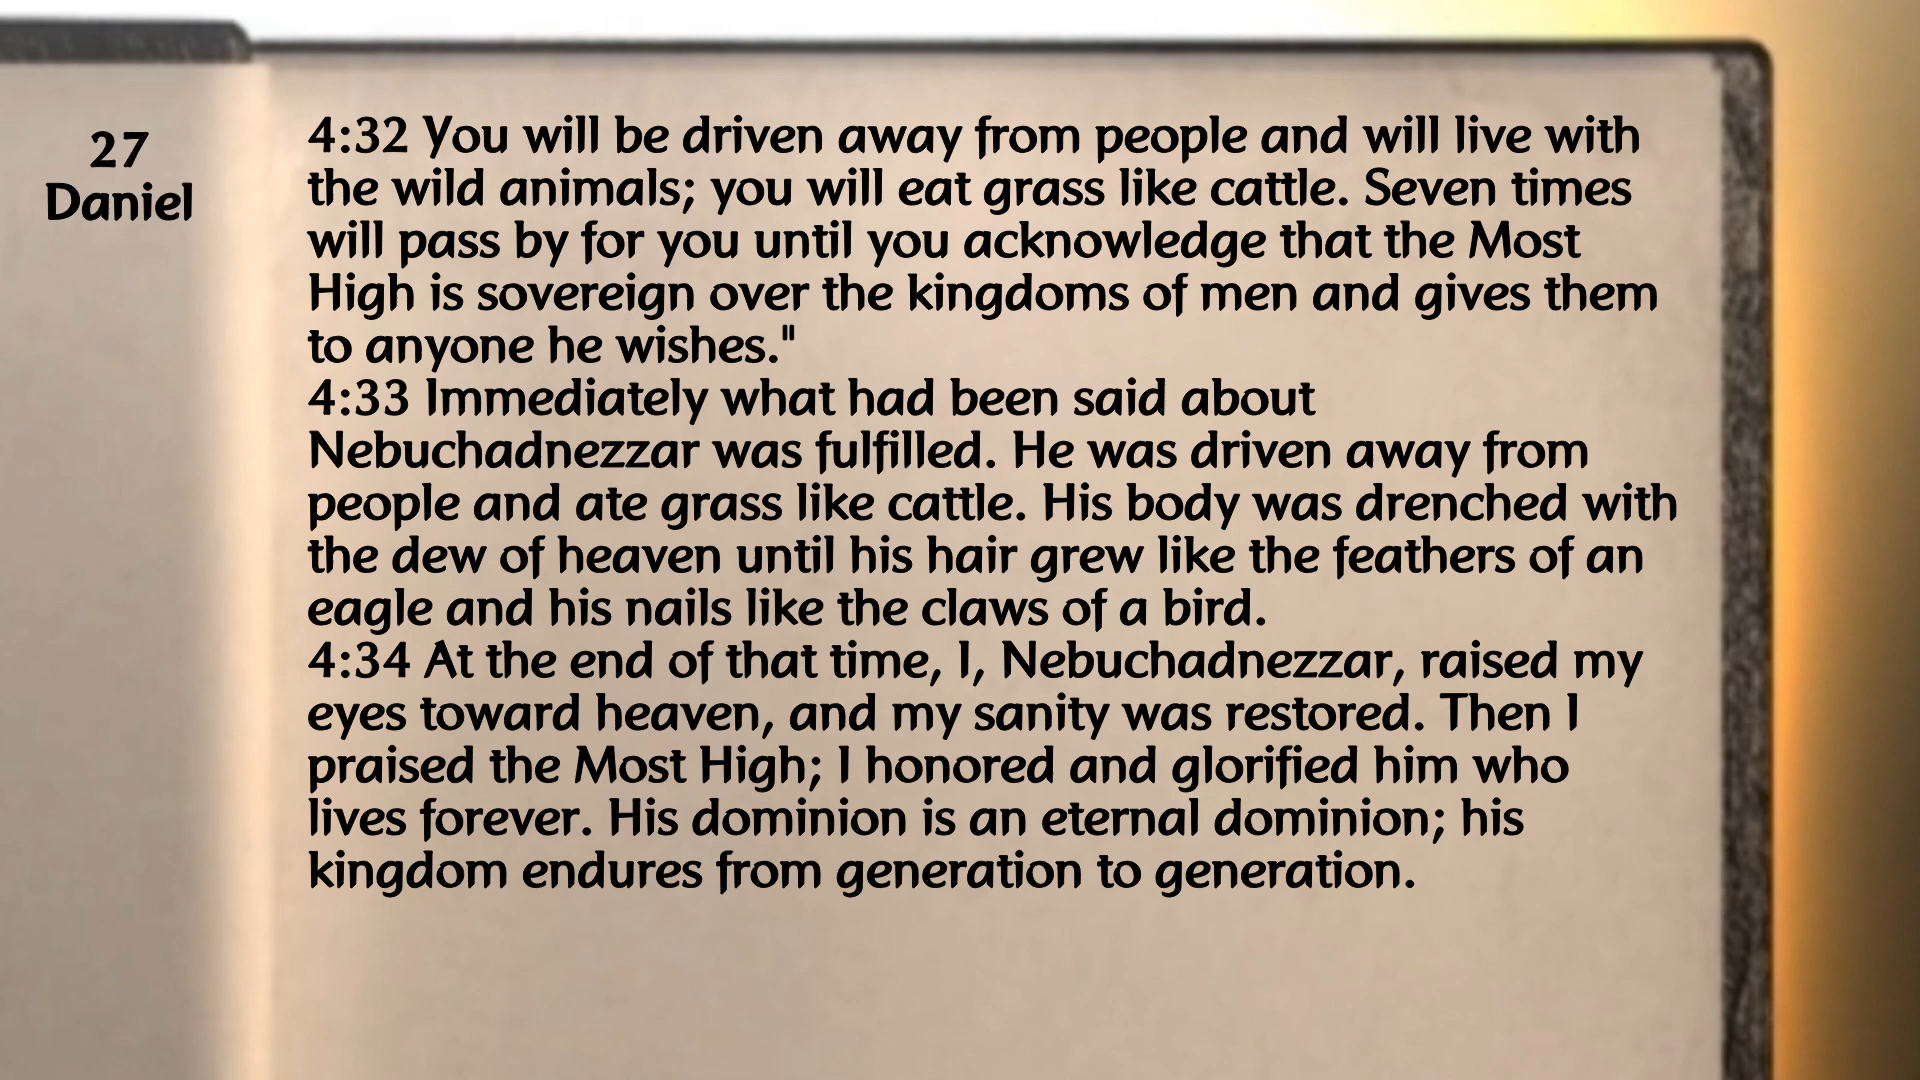 27
Daniel
4:32 You will be driven away from people and will live with
the wild animals; you will eat grass like cattle. Seven times
will pass by for you until you acknowledge that the Most
High is sovereign over the kingdoms of men and gives them
to anyone he wishes."
4:33 Immediately what had been said about
Nebuchadnezzar was fulfilled. He was driven away from
people and ate grass like cattle. His body was drenched with
the dew of heaven until his hair grew like the feathers of an
eagle and his nails like the claws of a bird.
4:34 At the end of that time, I, Nebuchadnezzar, raised my
eyes toward heaven, and my sanity was restored. Then I
praised the Most High; I honored and glorified him who
lives forever. His dominion is an eternal dominion; his
kingdom endures from generation to generation.